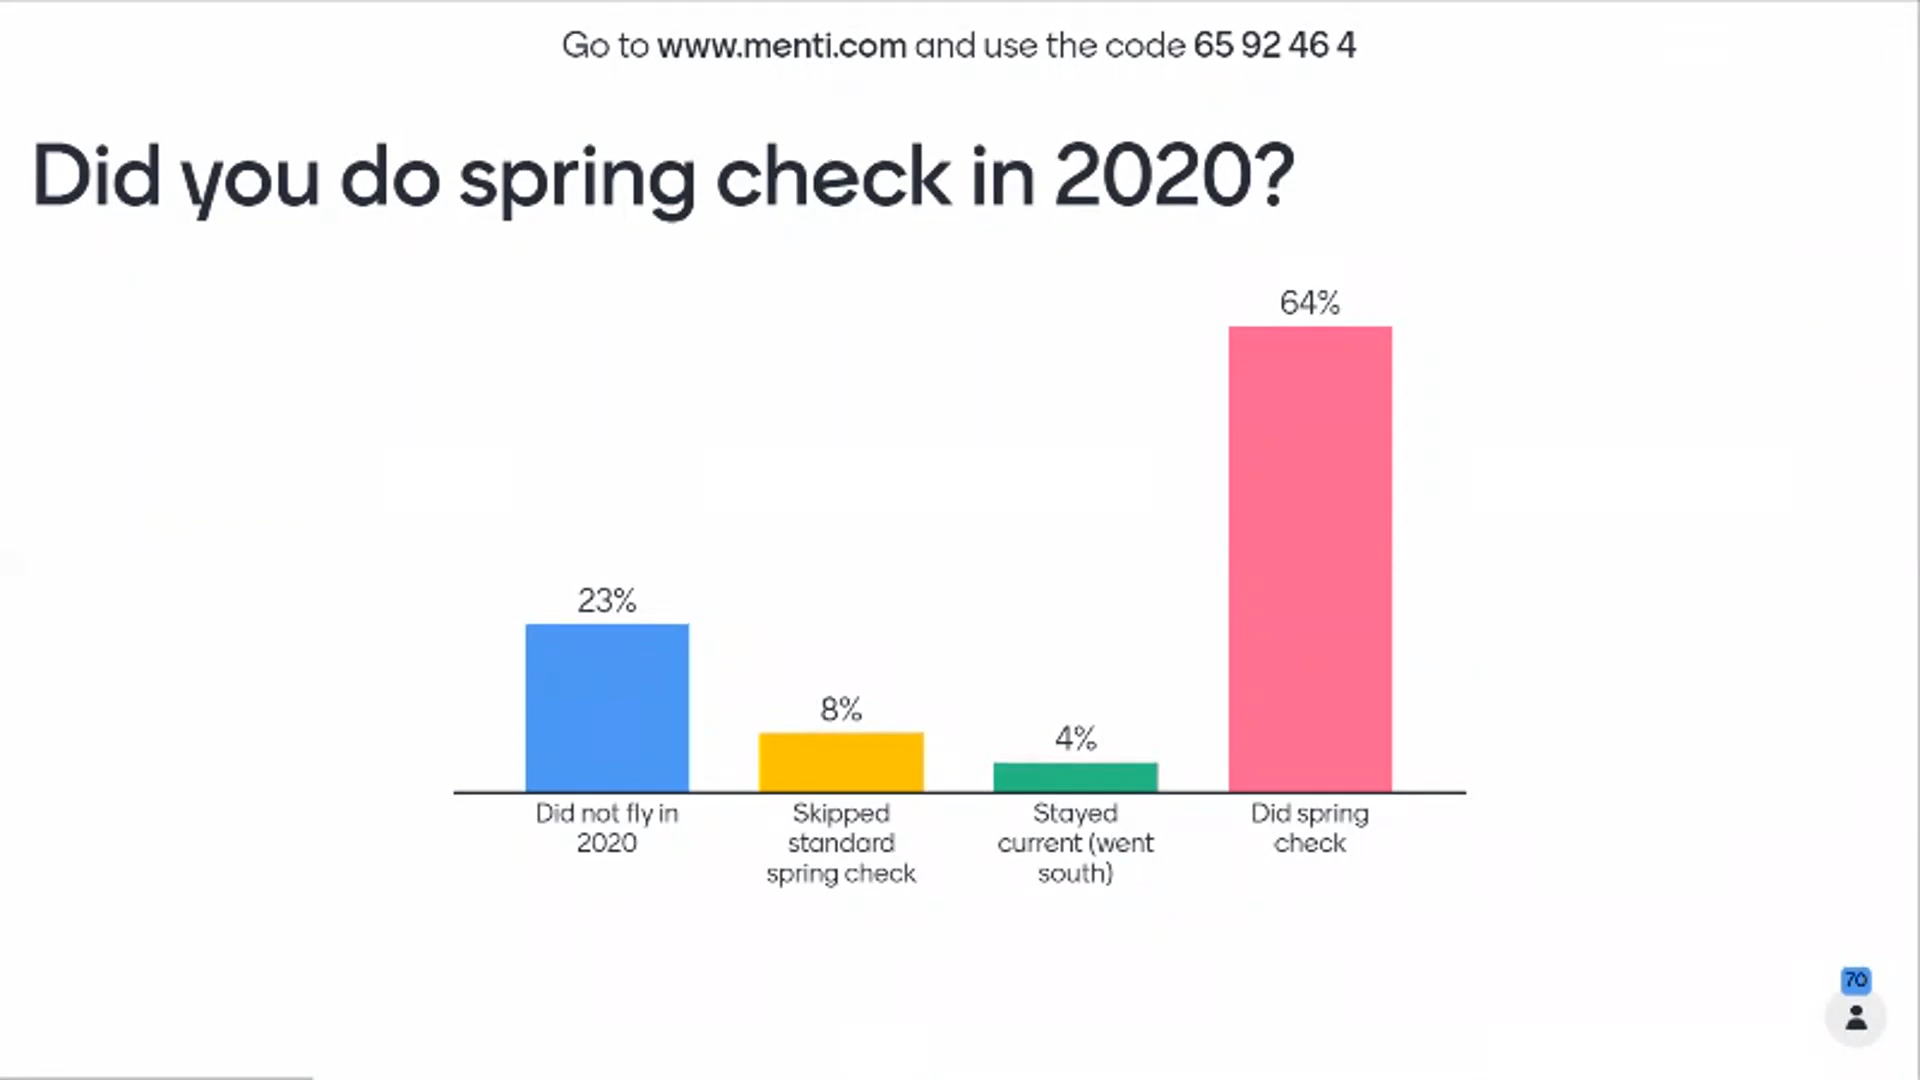 Go to www.menti.com and use the code 65 92 46 4
Did you do spring check in 2020?
64%
23%
8%
4%
Did not fly in
2020
Skipped
standard
spring check
Stayed
current (went
south)
Did spring
check
70